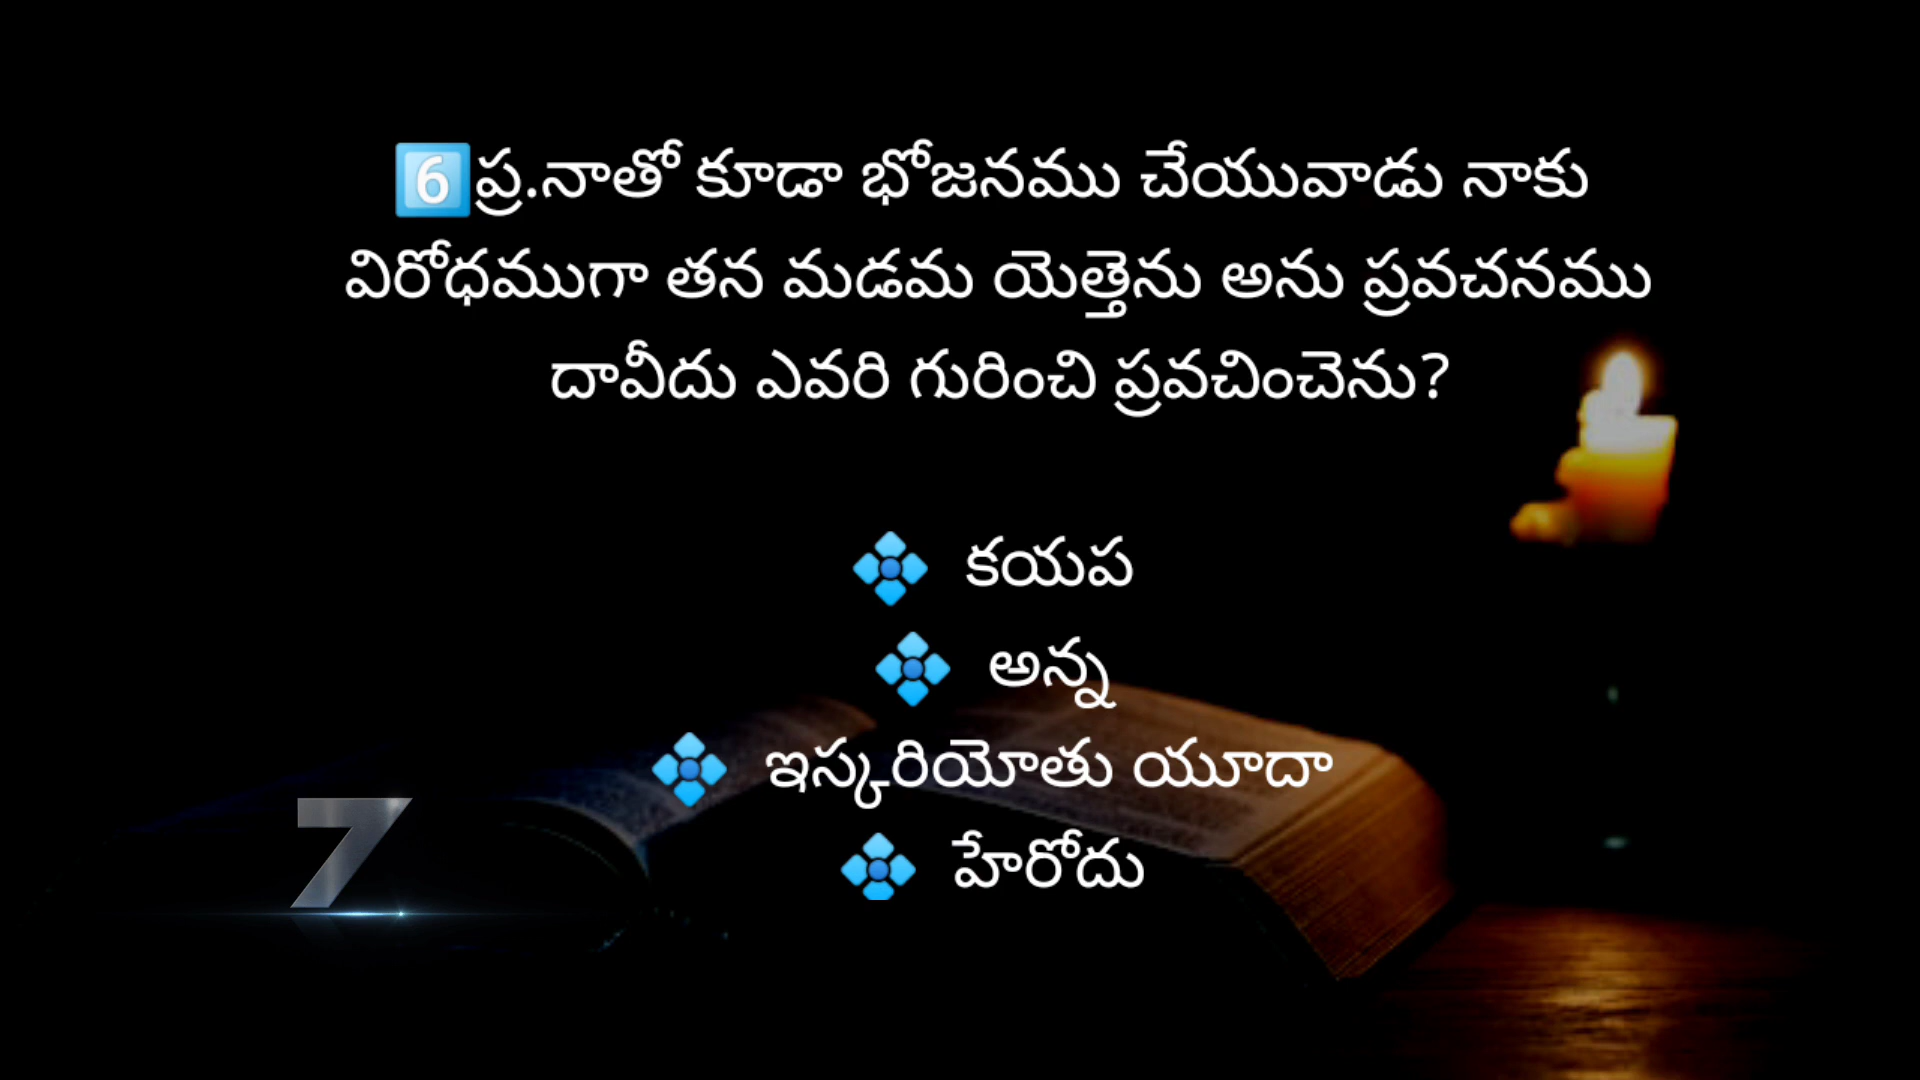 6️⃣ప్ర.నాతో కూడా భోజనము చేయువాడు నాకు
విరోధముగా తన మడమ యెత్తెను అను ప్రవచనము
దావీదు ఎవరి గురించి ప్రవచించెను?
💠 కయప
💠 అన్న
💠 ఇస్కరియోతు యూదా
💠 హేరోదు
7